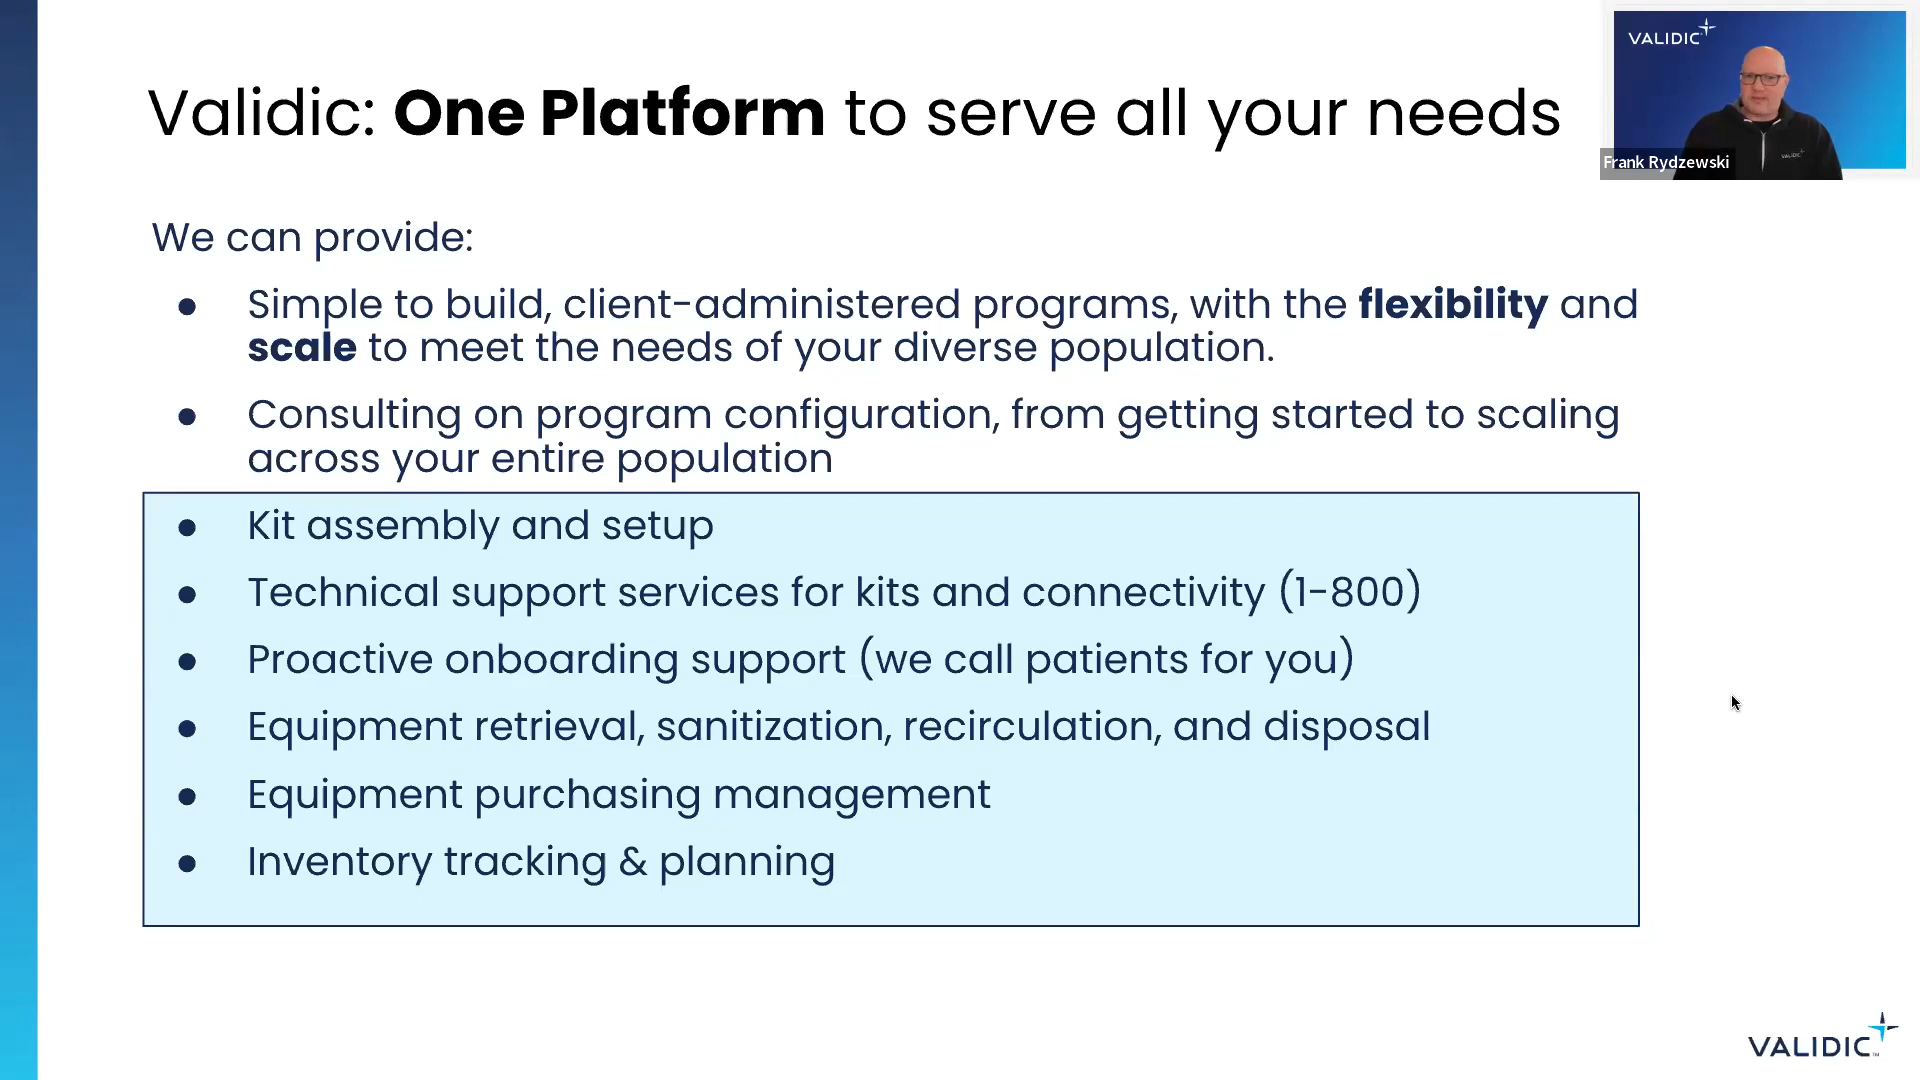 VALIDIC
Validic: One Platform to serve all your needs
Frank Rydzewski
We can provide:
● Simple to build, client-administered programs, with the flexibility and
scale to meet the needs of your diverse population.
● Consulting on program configuration, from getting started to scaling
across your entire population
● Kit assembly and setup
● Technical support services for kits and connectivity (1-800)
● Proactive onboarding support (we call patients for you)
● Equipment retrieval, sanitization, recirculation, and disposal
● Equipment purchasing management
● Inventory tracking & planning
VALIDIC
VALIDIC™